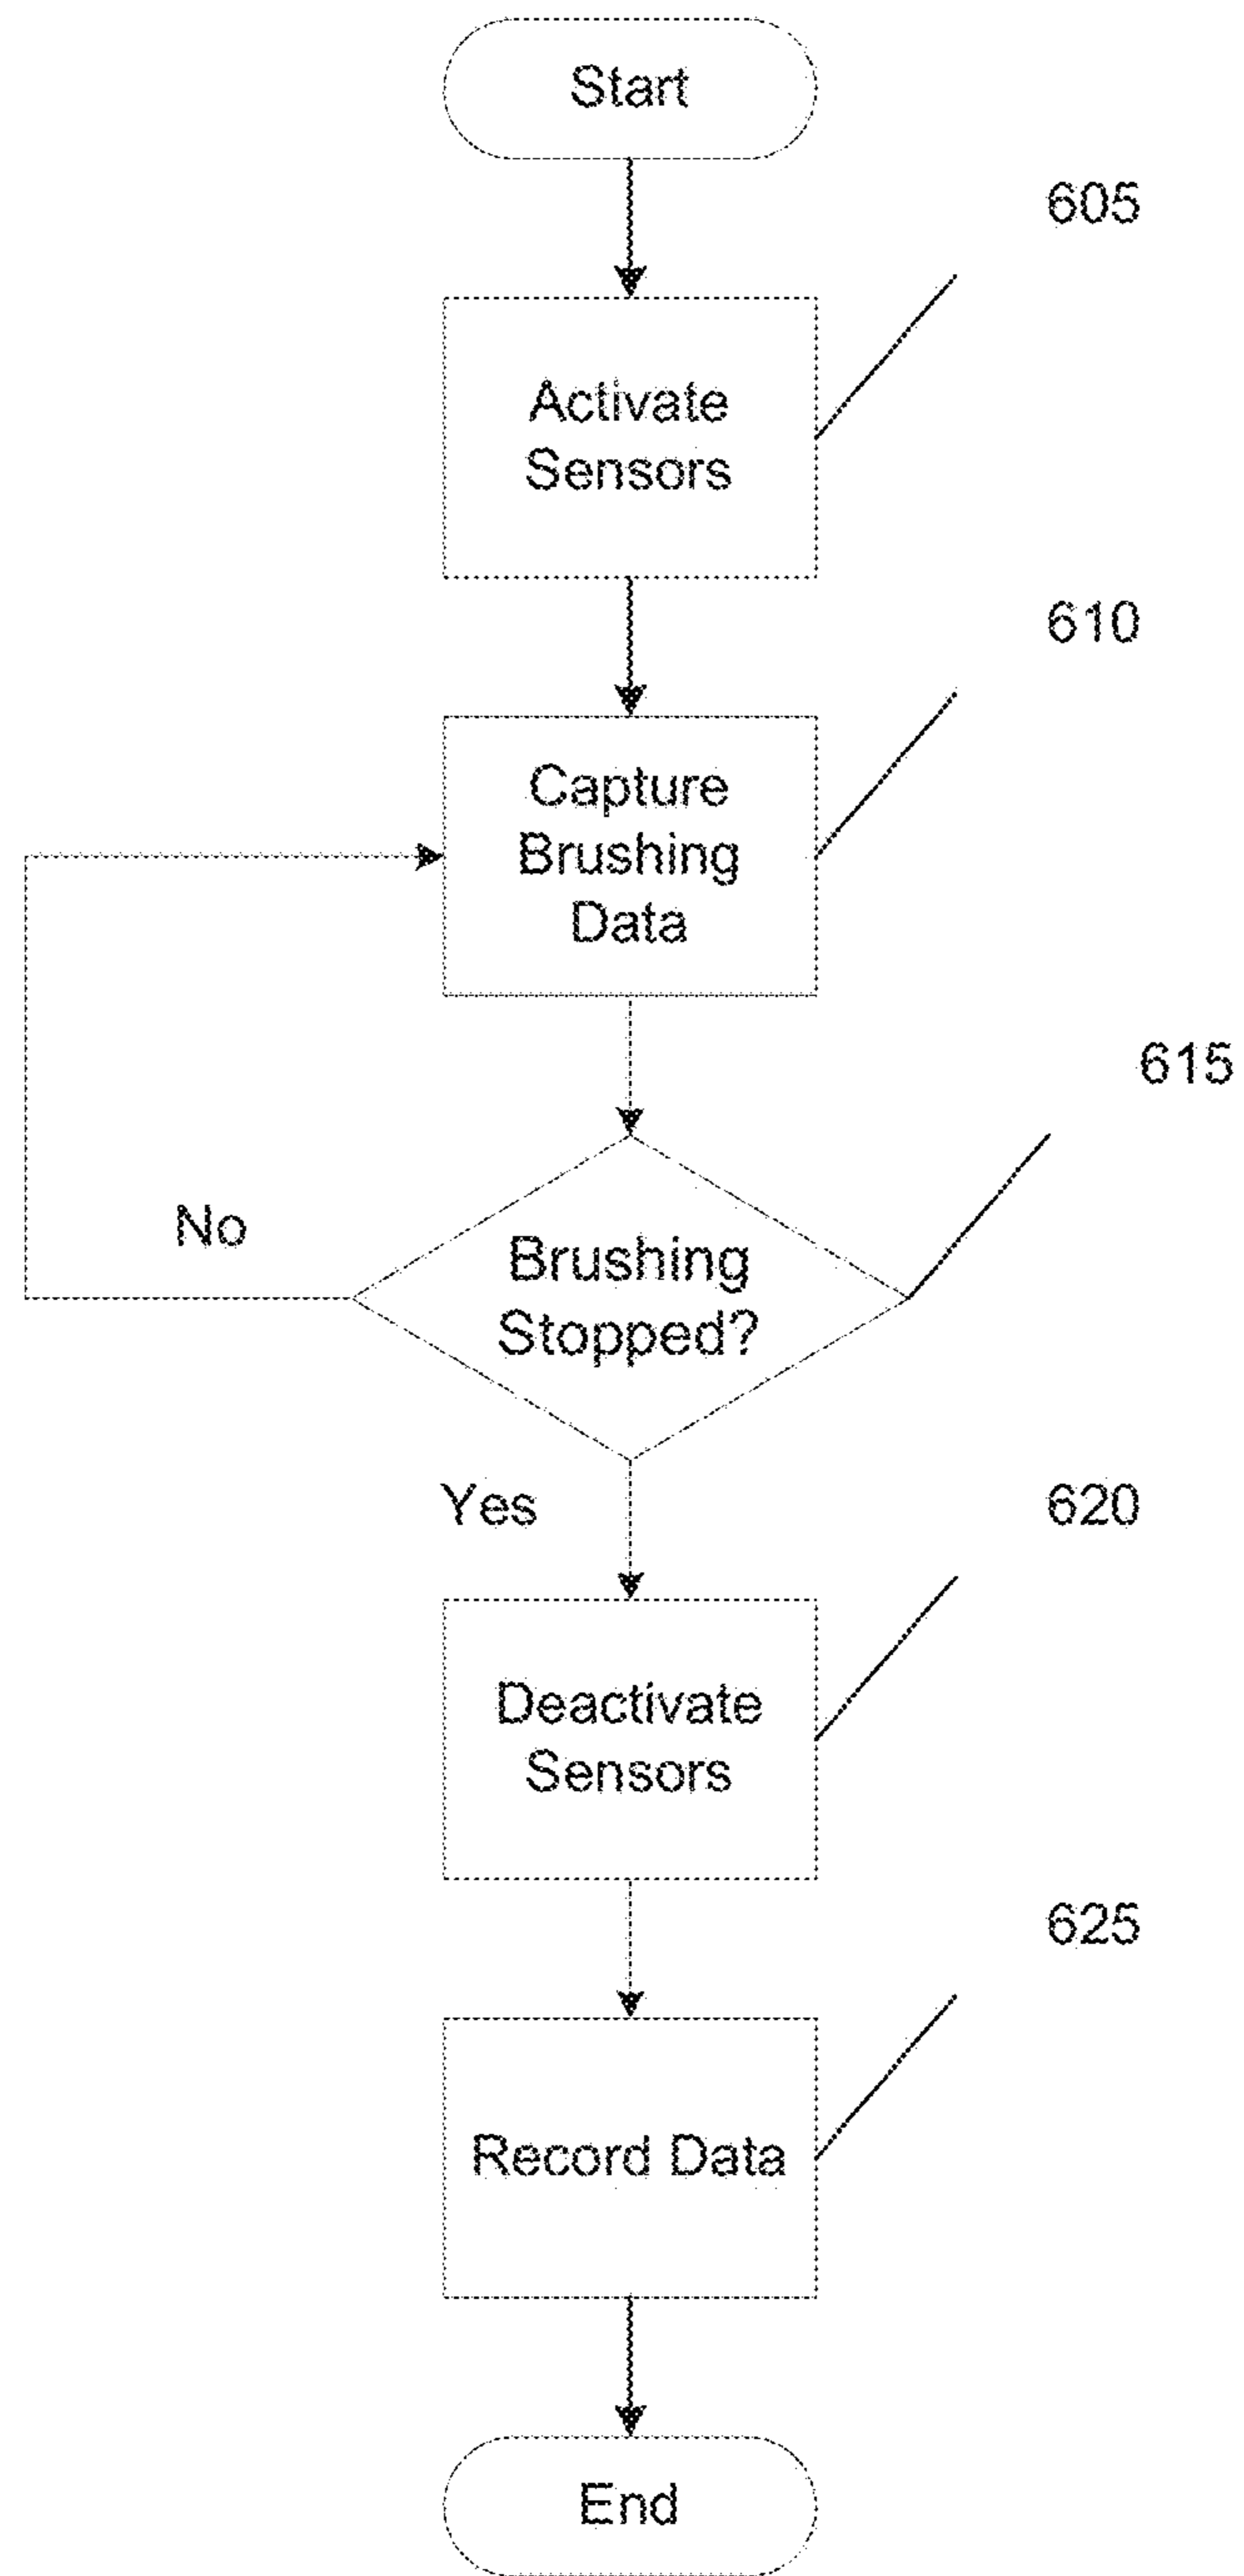 Start
605
Activate
Sensors
610
Capture
Brushing
Data
615
No
Brushing
Stopped?
Yes
620
Deactivate
Sensors
625
Record Data
End